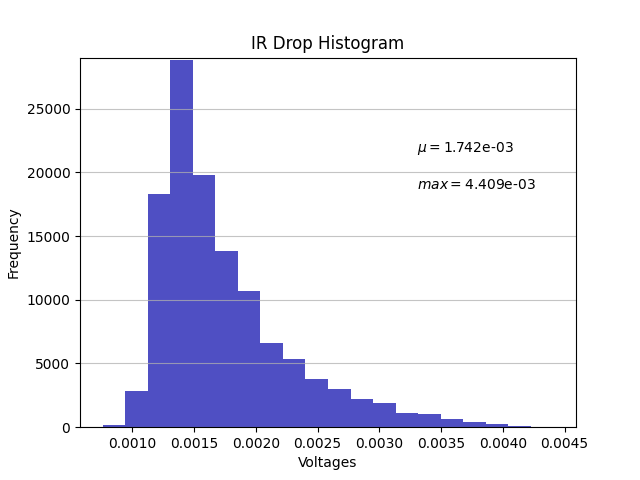 IR Drop Histogram
25000
20000
15000
10000
5000
0
Frequency
μ = 1.742e-03
max = 4.409e-03
0.0010 0.0015 0.0020 0.0025 0.0030 0.0035 0.0040 0.0045
Voltages